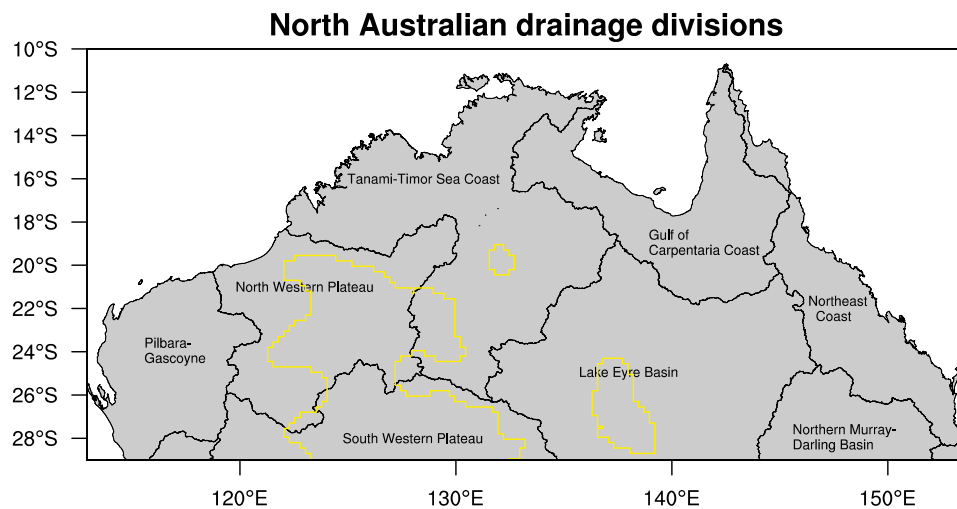 North Australian drainage divisions
10°S
12°S
14°S
16°S
18°S
20°S
22°S
24°S
26°S
28°S
Tanami-Timor Sea Coast
Gulf of
Carpentaria Coast
North Western Plateau
Northeast
Coast
Pilbara-
Gascoyne
Lake Eyre Basin
South Western Plateau
Northern Murray-
Darling Basin
120°E
130°E
140°E
150°E